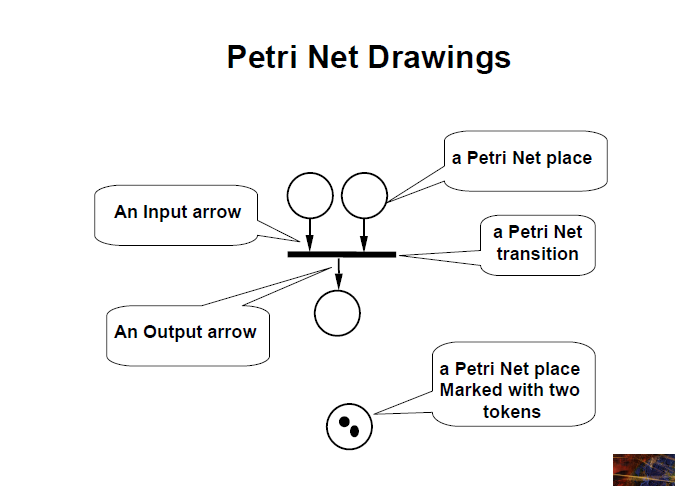 Petri Net Drawings
a Petri Net place
An Input arrow
a Petri Net
transition
An Output arrow
a Petri Net place
Marked with two
tokens